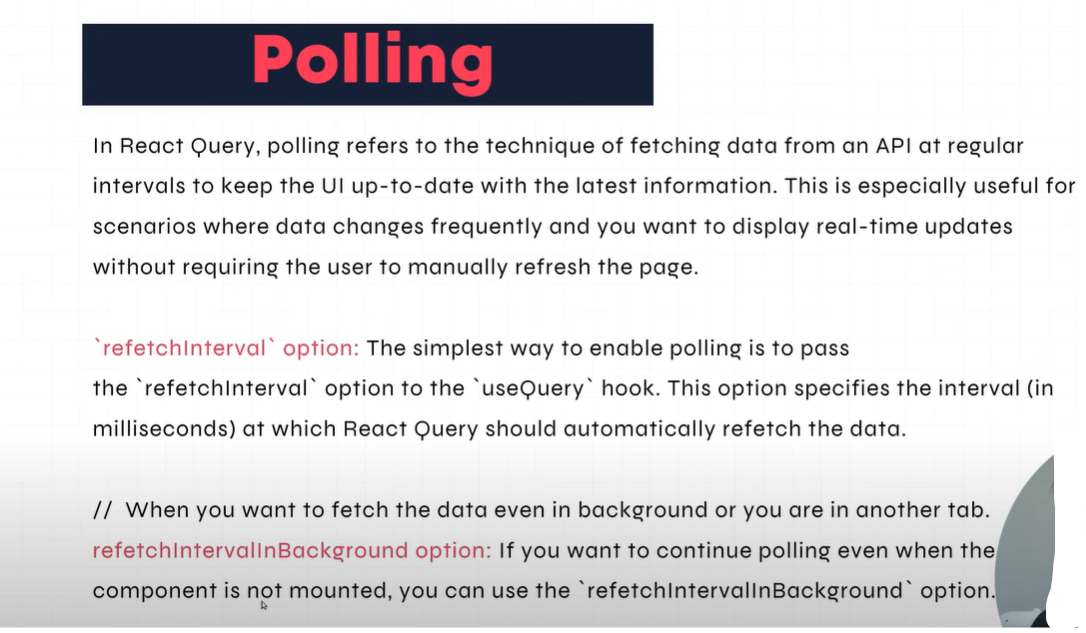 Polling
In React Query, polling refers to the technique of fetching data from an API at regular
intervals to keep the UI up-to-date with the latest information. This is especially useful for
scenarios where data changes frequently and you want to display real-time updates
without requiring the user to manually refresh the page.
`refetchInterval` option: The simplest way to enable polling is to pass
the `refetchInterval` option to the `useQuery` hook. This option specifies the interval (in
milliseconds) at which React Query should automatically refetch the data.
// When you want to fetch the data even in background or you are in another tab.
refetchIntervalInBackground option: If you want to continue polling even when the
component is not mounted, you can use the `refetchIntervalInBackground` option.